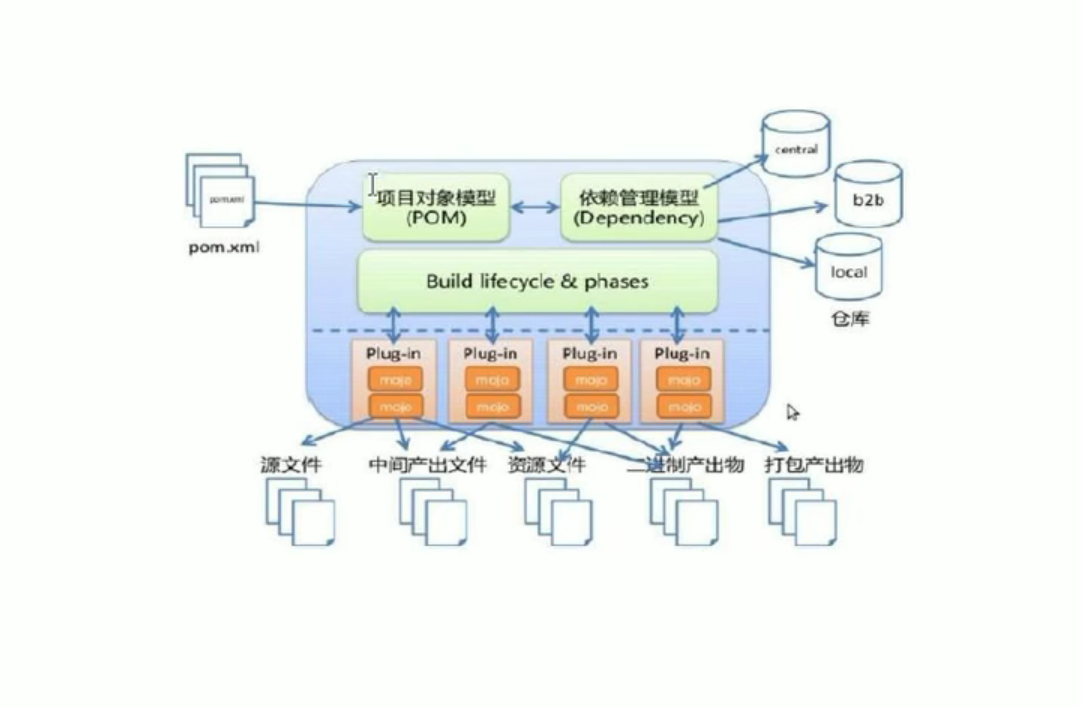 central
pom.xml
项目对象模型
(POM)
依赖管理模型
(Dependency)
b2b
pom.xml
local
Build lifecycle & phases
仓库
Plug-in
Plug-in
Plug-in
Plug-in
mojo
mojo
mojo
mojo
mojo
mojo
mojo
mojo
源文件
中间产出文件
资源文件
二进制产出物
打包产出物